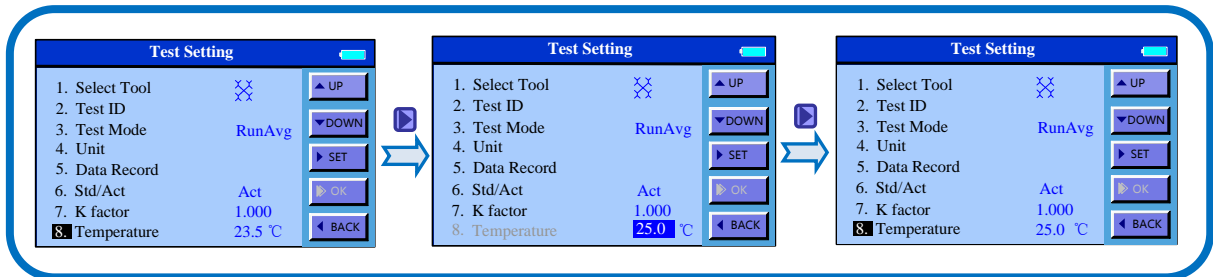 Test Setting
1. Select Tool
2. Test ID
3. Test Mode RunAvg
4. Unit
5. Data Record
6. Std/Act Act
7. K factor 1.000
8. Temperature 23.5 ℃
UP
DOWN
SET
OK
BACK
Test Setting
1. Select Tool
2. Test ID
3. Test Mode RunAvg
4. Unit
5. Data Record
6. Std/Act Act
7. K factor 1.000
8. Temperature 25.0 ℃
UP
DOWN
SET
OK
BACK
Test Setting
1. Select Tool
2. Test ID
3. Test Mode RunAvg
4. Unit
5. Data Record
6. Std/Act Act
7. K factor 1.000
8. Temperature 25.0 ℃
UP
DOWN
SET
OK
BACK